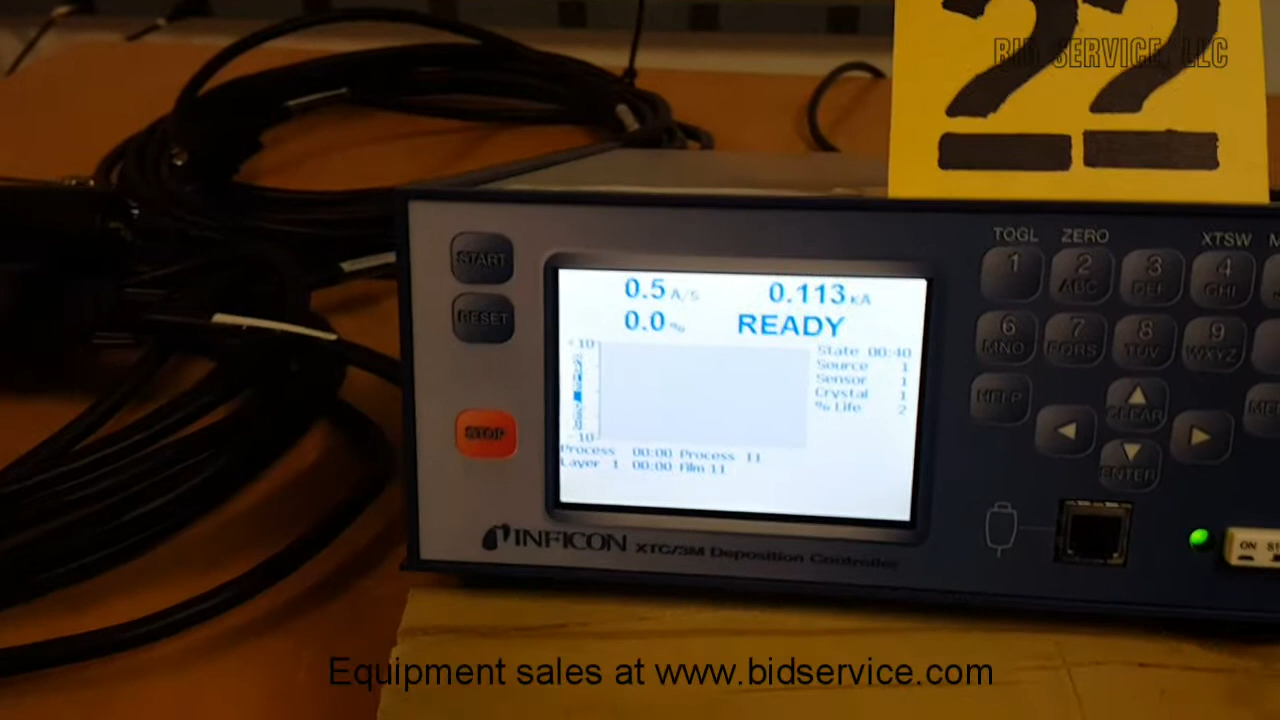 22
BID SERVICE, LLC
START
RESET
STOP
0.5 A/S 0.113 kA
0.0 % READY
State 00:40
Source 1
Sensor 1
Crystal 1
% Life 2
10
-10
Process 00:00 Process 11
Layer 1 00:00 Film 11
INFICON XTC/3M Deposition Controller
TOGL ZERO XTSW
1 2 ABC 3 DEF 4 GHI
6 MNO 7 PQRS 8 TUV 9 WXYZ
HELP
CLEAR
ENTER
ON
Equipment sales at www.bidservice.com